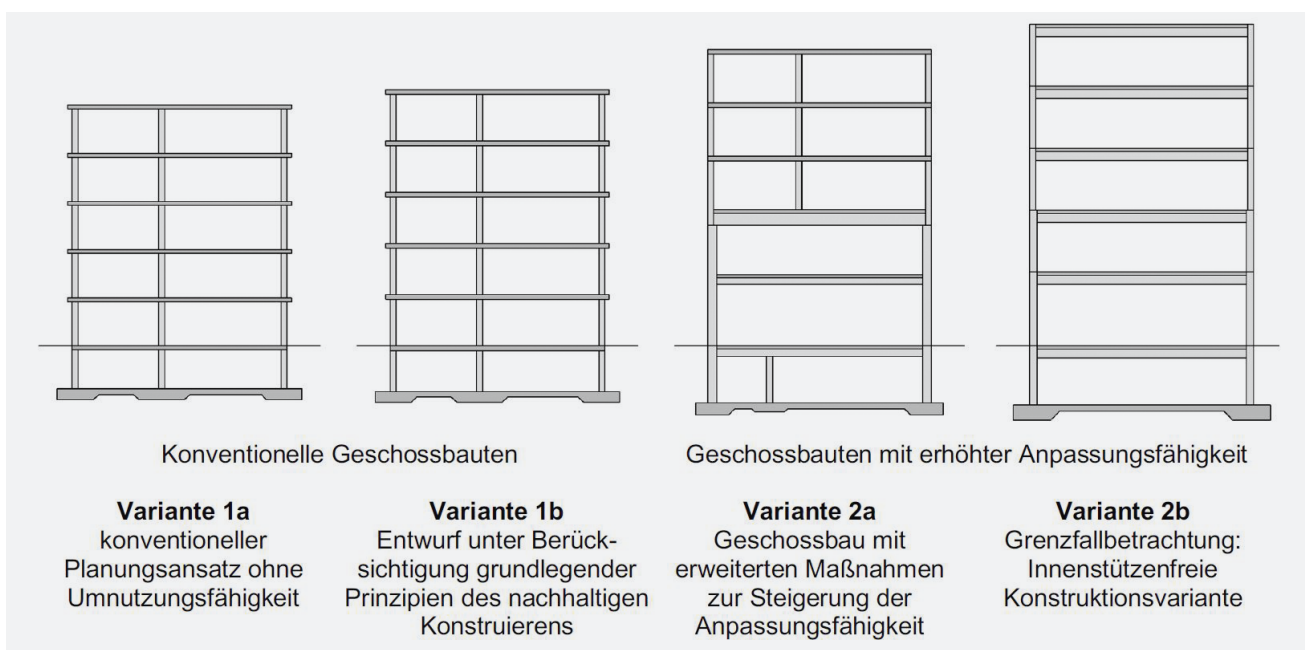 Konventionelle Geschossbauten
Geschossbauten mit erhöhter Anpassungsfähigkeit
Variante 1a
konventioneller
Planungsansatz ohne
Umnutzungsfähigkeit
Variante 1b
Entwurf unter Berück-
sichtigung grundlegender
Prinzipien des nachhaltigen
Konstruierens
Variante 2a
Geschossbau mit
erweiterten Maßnahmen
zur Steigerung der
Anpassungsfähigkeit
Variante 2b
Grenzfallbetrachtung:
Innenstützenfreie
Konstruktionsvariante